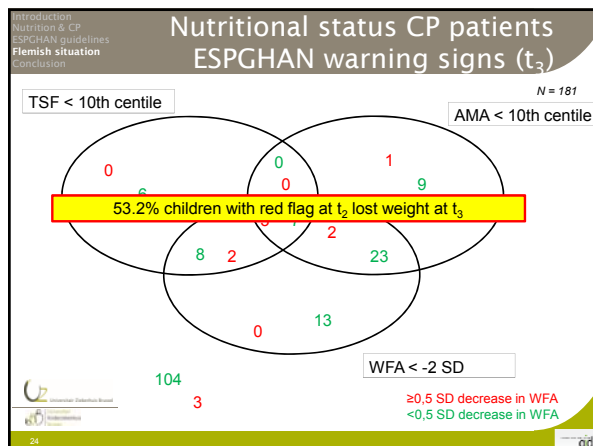 Introduction
Nutrition & CP
ESPGHAN guidelines
Flemish situation
Conclusion
Nutritional status CP patients
ESPGHAN warning signs (t3)
N = 181
TSF < 10th centile
AMA < 10th centile
0
0
1
0
6
9
53.2% children with red flag at t2 lost weight at t3
2
8
2
23
0
13
WFA < -2 SD
104
3
≥0,5 SD decrease in WFA
<0,5 SD decrease in WFA
Universitair Ziekenhuis Brussel
24